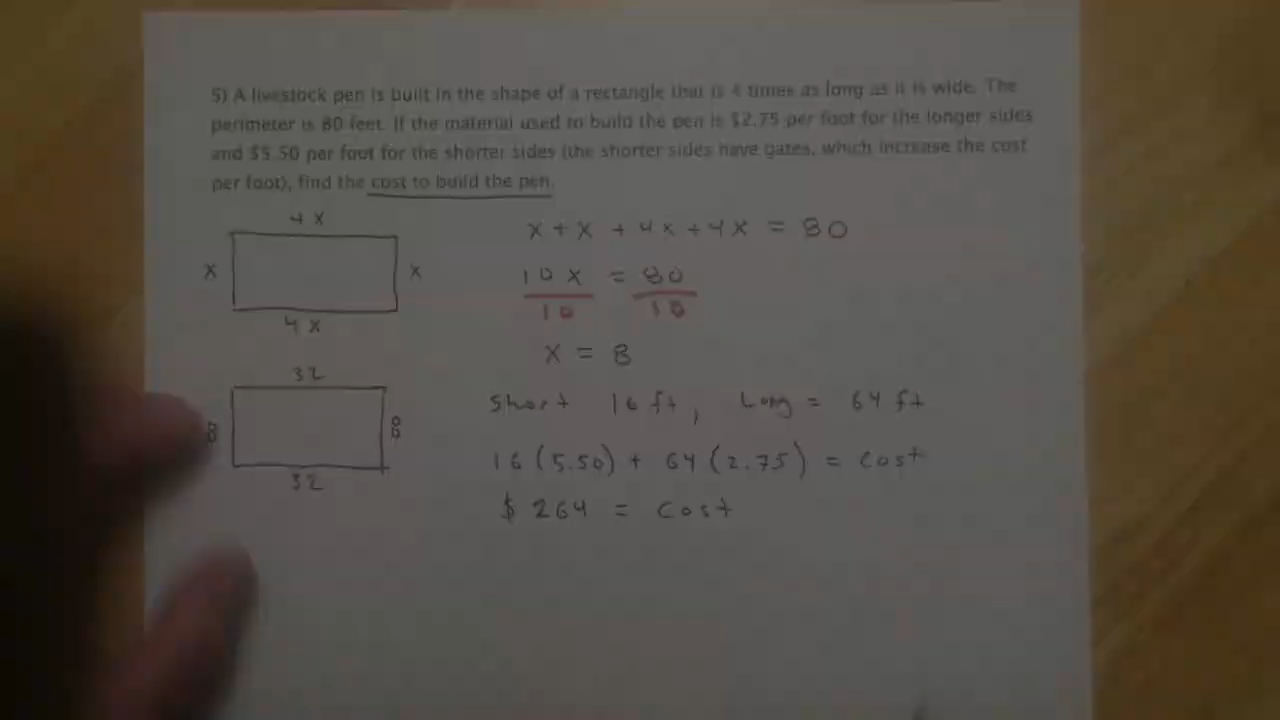 5) A livestock pen is built in the shape of a rectangle that is 4 times as long as it is wide. The
perimeter is 80 feet. If the material used to build the pen is $2.75 per foot for the longer sides
and $5.50 per foot for the shorter sides (the shorter sides have gates, which increase the cost
per foot), find the cost to build the pen.
4x
x + x + 4x + 4x = 80
x x
10x = 80
10 10
4x
x = 8
32
short 16 ft, Long = 64 ft
8 8
16(5.50) + 64(2.75) = cost
32
$264 = cost